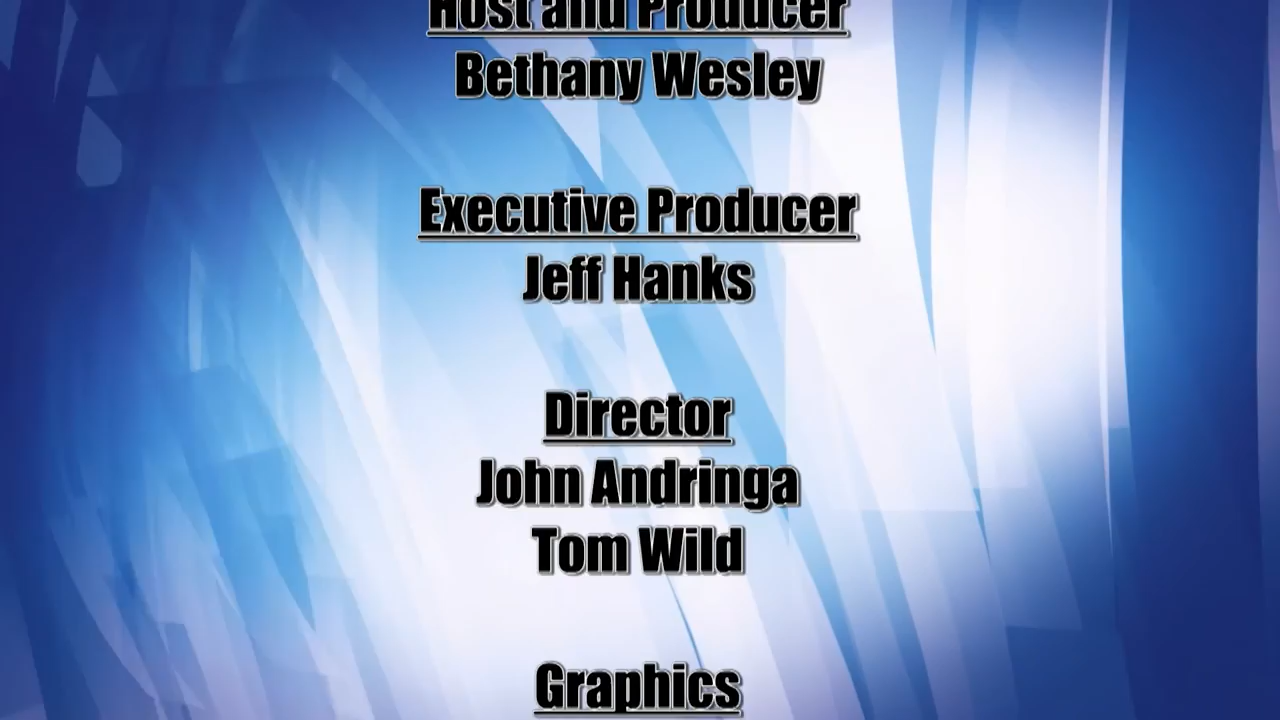 Host and Producer
Bethany Wesley
Executive Producer
Jeff Hanks
Director
John Andringa
Tom Wild
Graphics